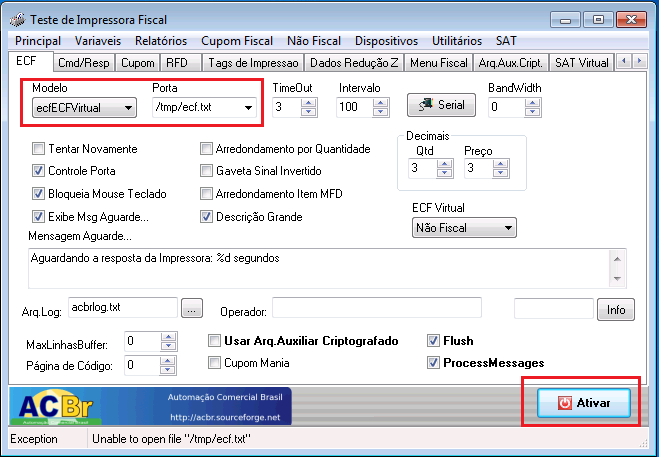 Teste de Impressora Fiscal
Principal Variaveis Relatórios Cupom Fiscal Não Fiscal Dispositivos Utilitários SAT
ECF Cmd/Resp Cupom RFD Tags de Impressao Dados Redução Z Menu Fiscal Arq.Aux.Cript. SAT Virtual
Modelo Porta TimeOut Intervalo BandWidth
ecfECFVirtual /tmp/ecf.txt 3 100 Serial 0
Decimais
Tentar Novamente Arredondamento por Quantidade Qtd Preço
Controle Porta Gaveta Sinal Invertido 3 3
Bloqueia Mouse Teclado Arredondamento Item MFD
Exibe Msg Aguarde... Descrição Grande ECF Virtual
Não Fiscal
Mensagem Aguarde...
Aguardando a resposta da Impressora: %d segundos
Arq.Log: acbrlog.txt ... Operador: Info
MaxLinhasBuffer: 0 Usar Arq.Auxiliar Criptografado Flush
Página de Código: 0 Cupom Mania ProcessMessages
ACBr Automação Comercial Brasil
Automação Comercial Brasil http://acbr.sourceforge.net Ativar
Exception Unable to open file "/tmp/ecf.txt"